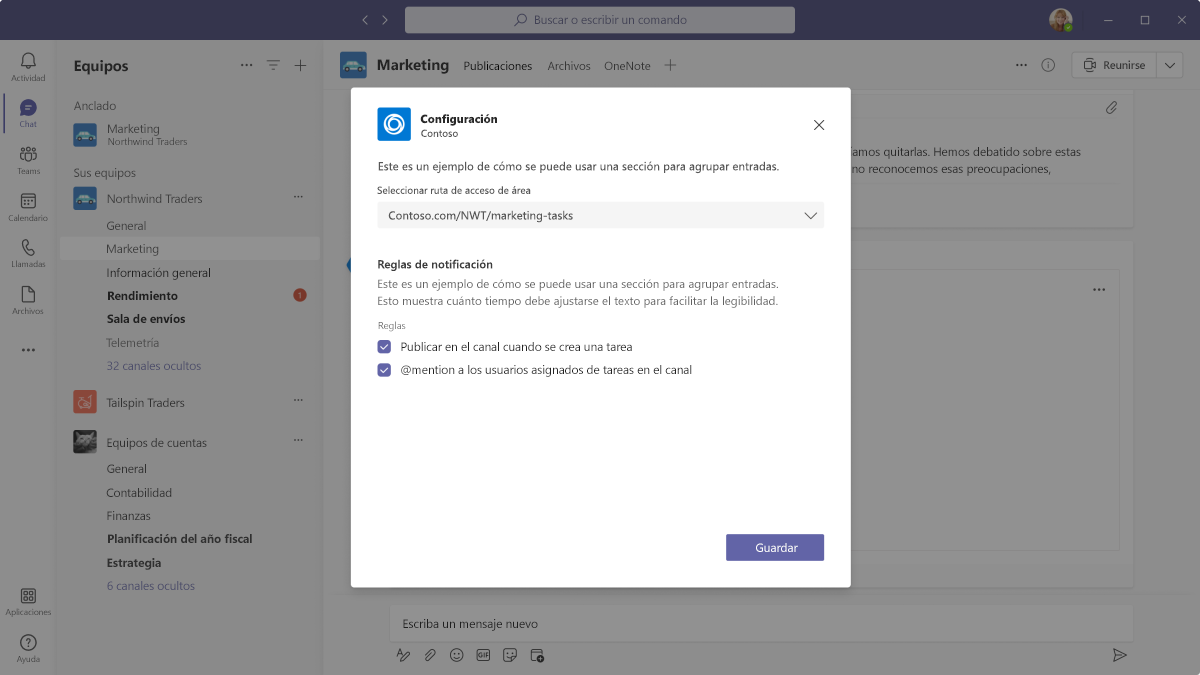 Buscar o escribir un comando
Actividad
Chat
Teams
Calendario
Llamadas
Archivos
Aplicaciones
Ayuda
Equipos
Anclado
Marketing
Northwind Traders
Sus equipos
Northwind Traders
General
Marketing
Información general
Rendimiento
1
Sala de envíos
Telemetría
32 canales ocultos
Tailspin Traders
Equipos de cuentas
General
Contabilidad
Finanzas
Planificación del año fiscal
Estrategia
6 canales ocultos
Marketing Publicaciones Archivos OneNote
Reunirse
amos quitarlas. Hemos debatido sobre estas
no reconocemos esas preocupaciones,
Configuración
Contoso
Este es un ejemplo de cómo se puede usar una sección para agrupar entradas.
Seleccionar ruta de acceso de área
Contoso.com/NWT/marketing-tasks
Reglas de notificación
Este es un ejemplo de cómo se puede usar una sección para agrupar entradas.
Esto muestra cuánto tiempo debe ajustarse el texto para facilitar la legibilidad.
Reglas
Publicar en el canal cuando se crea una tarea
@mention a los usuarios asignados de tareas en el canal
Guardar
Escriba un mensaje nuevo
GIF